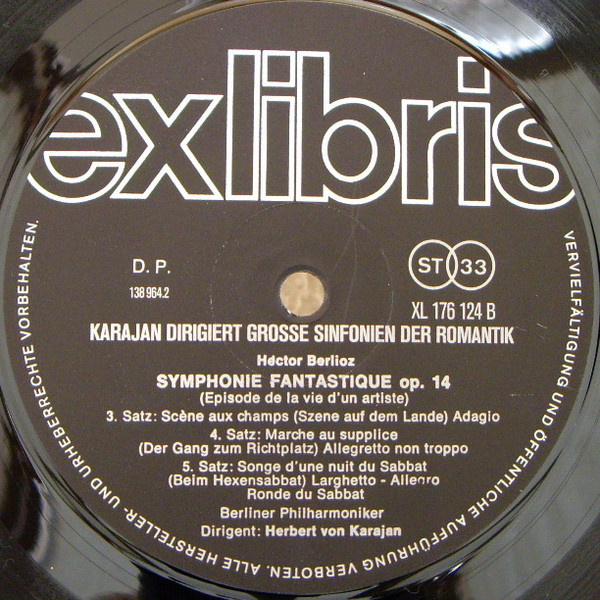 exlibris
D. P.
138 964.2
ST 33
XL 176 124 B
KARAJAN DIRIGIERT GROSSE SINFONIEN DER ROMANTIK
Héctor Berlioz
SYMPHONIE FANTASTIQUE op. 14
(Episode de la vie d'un artiste)
3. Satz: Scène aux champs (Szene auf dem Lande) Adagio
4. Satz: Marche au supplice
(Der Gang zum Richtplatz) Allegretto non troppo
5. Satz: Songe d'une nuit du Sabbat
(Beim Hexensabbat) Larghetto - Allegro
Ronde du Sabbat
Berliner Philharmoniker
Dirigent: Herbert von Karajan
ALLE HERSTELLER- UND URHEBERRECHTE VORBEHALTEN.
VERVIELFÄLTIGUNG UND ÖFFENTLICHE AUFFÜHRUNG VERBOTEN.